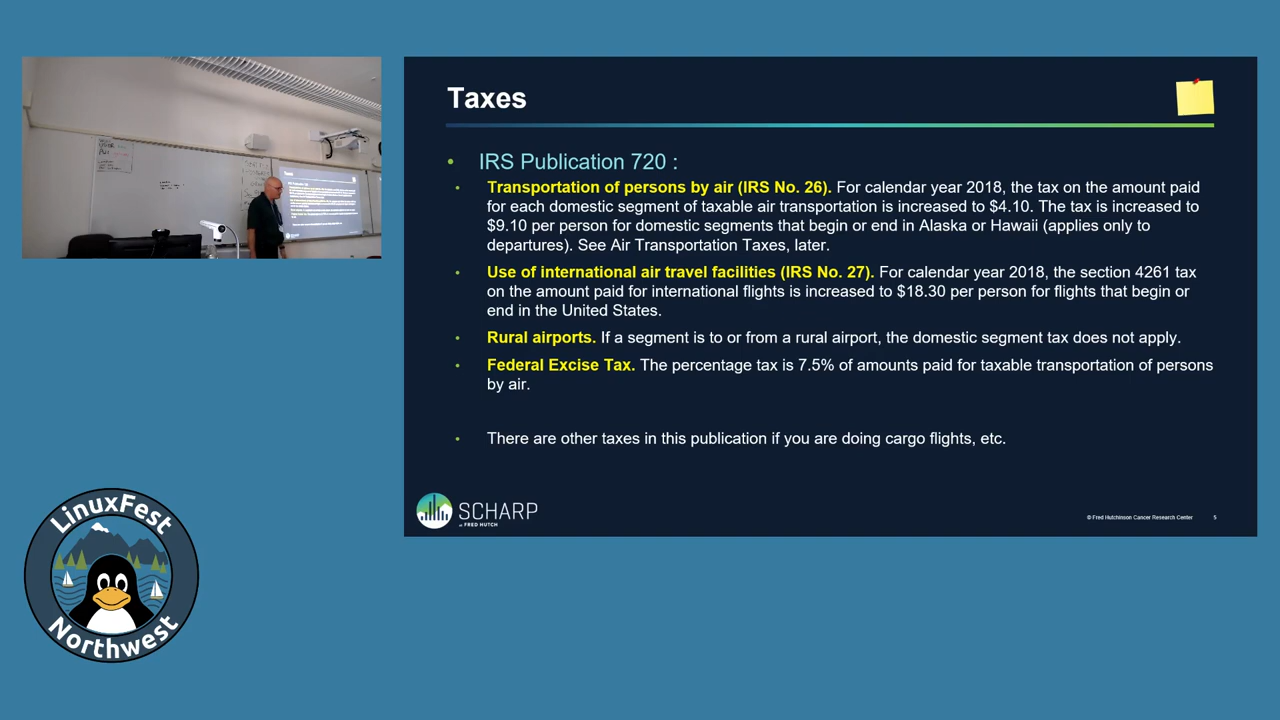 Taxes
IRS Publication 720 :
Transportation of persons by air (IRS No. 26). For calendar year 2018, the tax on the amount paid
for each domestic segment of taxable air transportation is increased to $4.10. The tax is increased to
$9.10 per person for domestic segments that begin or end in Alaska or Hawaii (applies only to
departures). See Air Transportation Taxes, later.
Use of international air travel facilities (IRS No. 27). For calendar year 2018, the section 4261 tax
on the amount paid for international flights is increased to $18.30 per person for flights that begin or
end in the United States.
Rural airports. If a segment is to or from a rural airport, the domestic segment tax does not apply.
Federal Excise Tax. The percentage tax is 7.5% of amounts paid for taxable transportation of persons
by air.
There are other taxes in this publication if you are doing cargo flights, etc.
SCHARP
at FRED HUTCH
© Fred Hutchinson Cancer Research Center 5
LinuxFest
Northwest